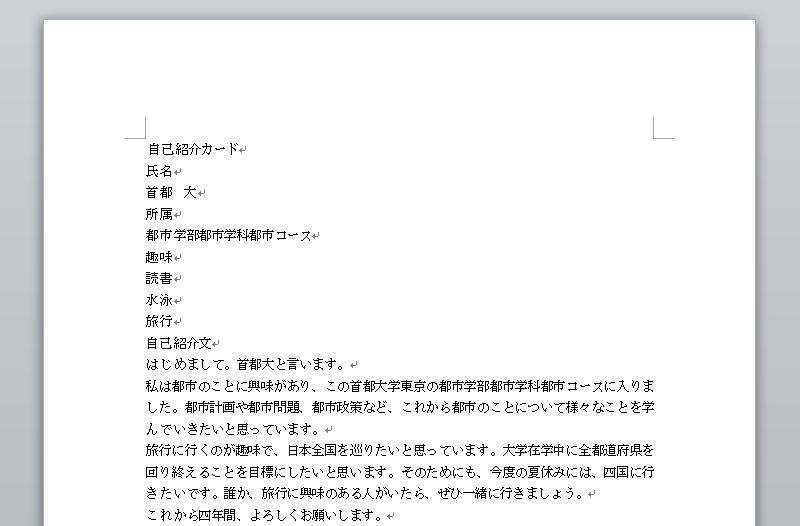 自己紹介カード
氏名
首都　大
所属
都市学部都市学科都市コース
趣味
読書
水泳
旅行
自己紹介文
はじめまして。首都大と言います。
私は都市のことに興味があり、この首都大学東京の都市学部都市学科都市コースに入りま
した。都市計画や都市問題、都市政策など、これから都市のことについて様々なことを学
んでいきたいと思っています。
旅行に行くのが趣味で、日本全国を巡りたいと思っています。大学在学中に全都道府県を
回り終えることを目標にしたいと思います。そのためにも、今度の夏休みには、四国に行
きたいです。誰か、旅行に興味のある人がいたら、ぜひ一緒に行きましょう。
これから四年間、よろしくお願いします。